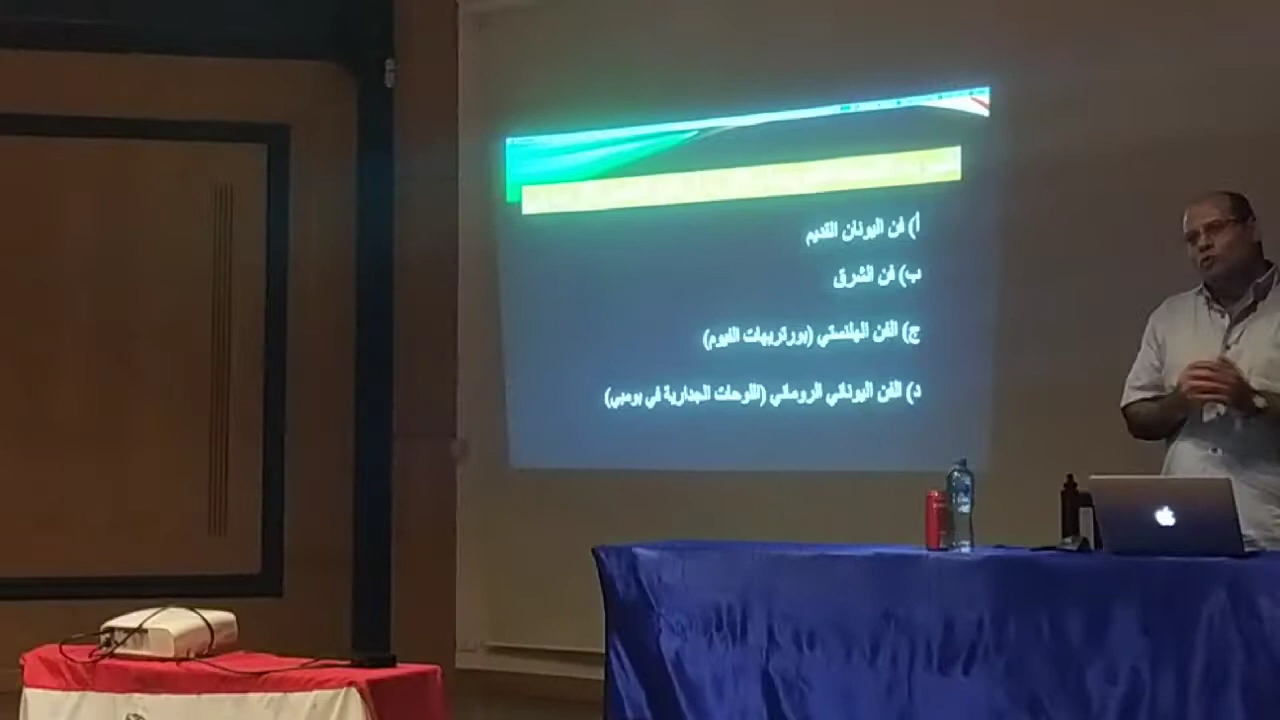 أ) فن اليونان القديم
ب) فن الشرق
ج) الفن الهلنستي (بورتريهات الفيوم)
د) الفن اليوناني الروماني (اللوحات الجدارية في بومبي)